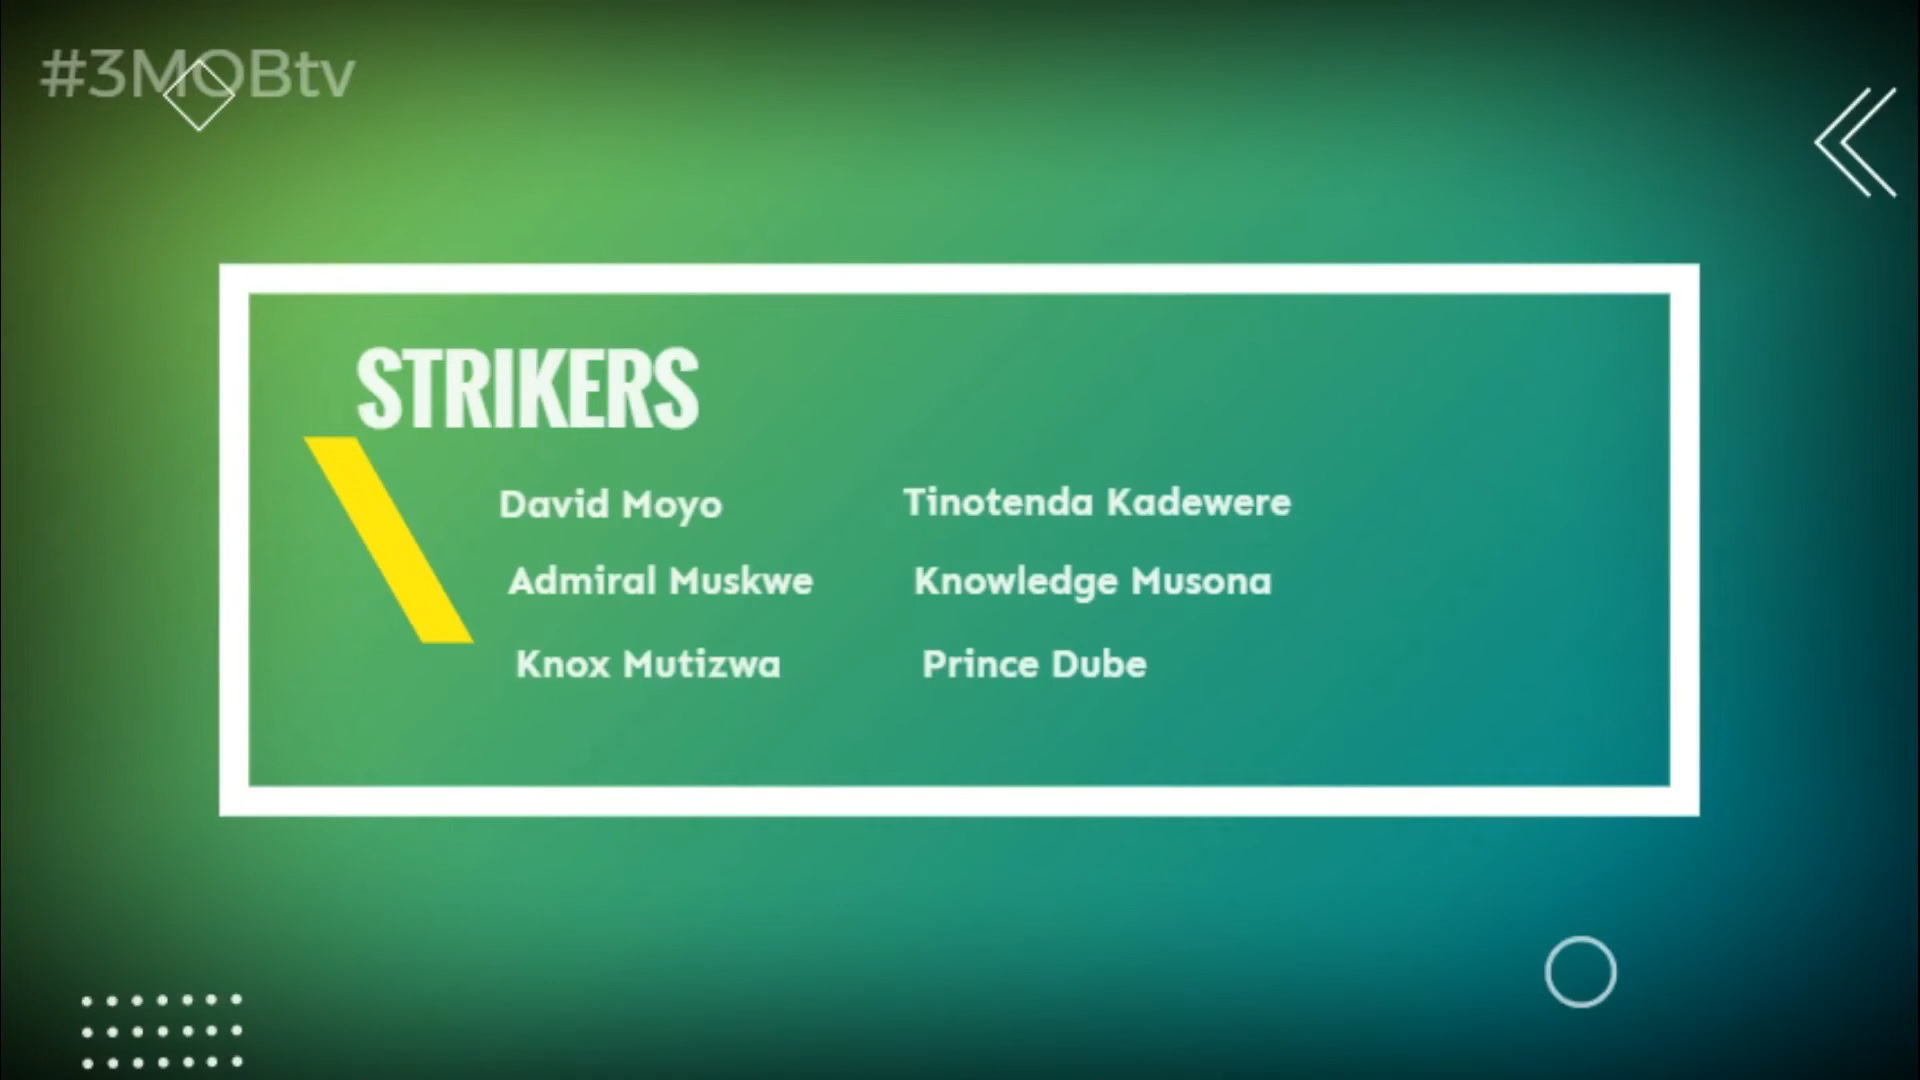 #3MOBtv
STRIKERS
David Moyo
Tinotenda Kadewere
Admiral Muskwe
Knowledge Musona
Knox Mutizwa
Prince Dube